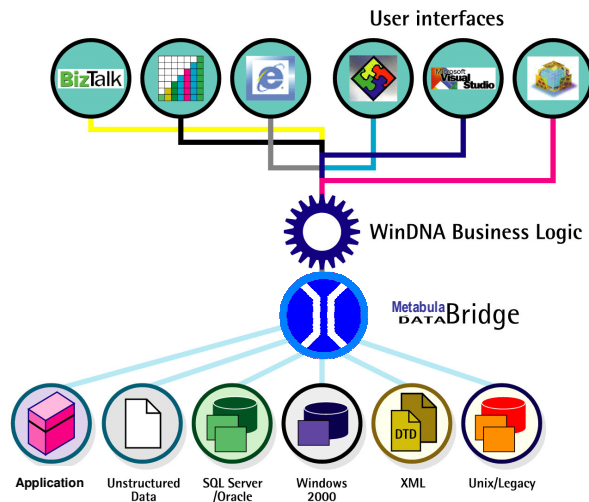 User interfaces
BizTalk
Microsoft
Visual
Studio
WinDNA Business Logic
Metabula
DATABridge
DTD
Application
Unstructured
Data
SQL Server
/Oracle
Windows
2000
XML
Unix/Legacy